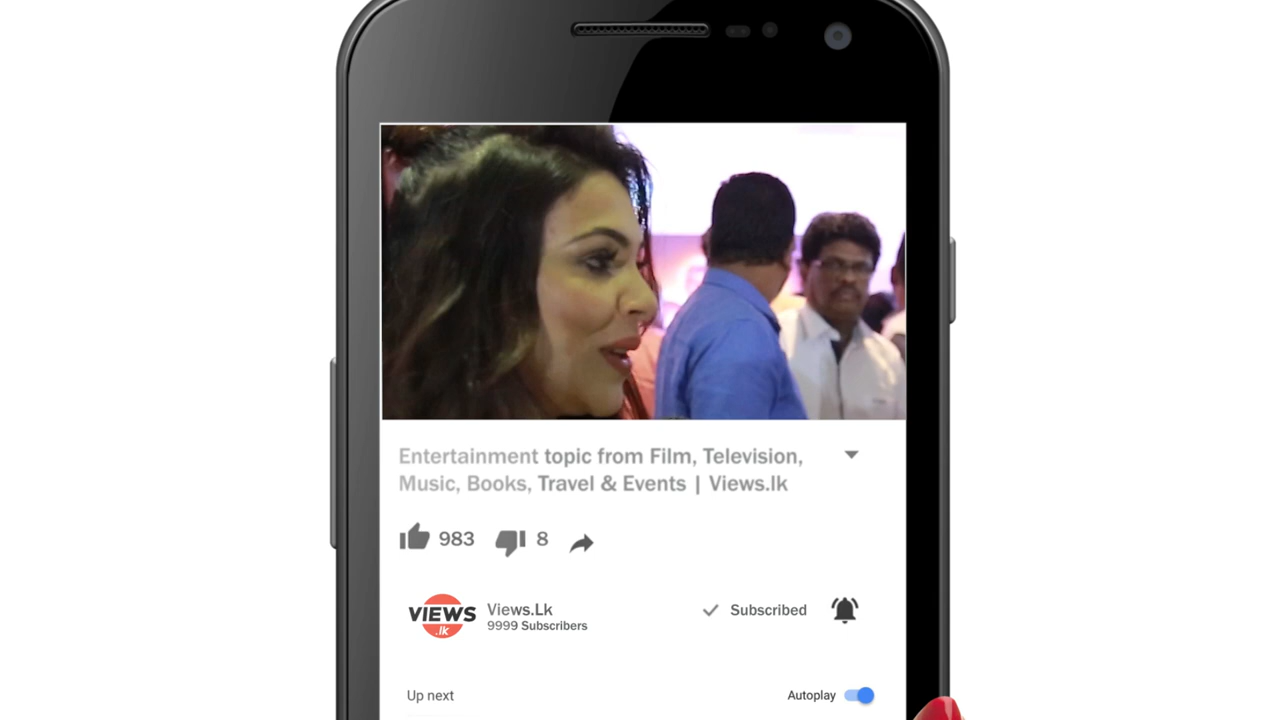 Entertainment topic from Film, Television,
Music, Books, Travel & Events | Views.lk
983 8
VIEWS
.lk
Views.Lk
9999 Subscribers
Subscribed
Up next
Autoplay